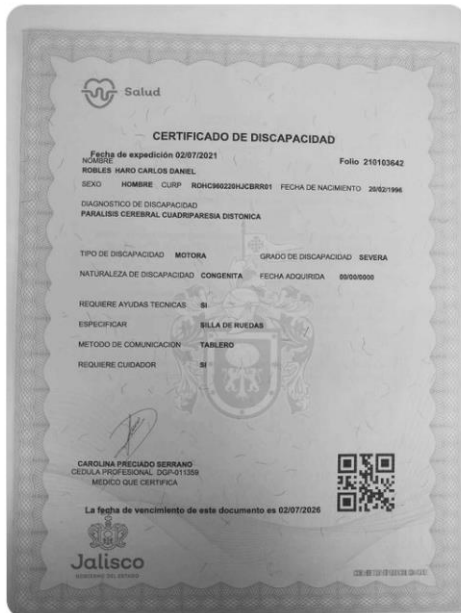 Salud
CERTIFICADO DE DISCAPACIDAD
Fecha de expedición 02/07/2021
Folio 210103642
NOMBRE
ROBLES HARO CARLOS DANIEL
SEXO HOMBRE CURP ROHC960220HJCBRR01 FECHA DE NACIMIENTO 20/02/1996
DIAGNOSTICO DE DISCAPACIDAD
PARALISIS CEREBRAL CUADRIPARESIA DISTONICA
TIPO DE DISCAPACIDAD MOTORA GRADO DE DISCAPACIDAD SEVERA
NATURALEZA DE DISCAPACIDAD CONGENITA FECHA ADQUIRIDA 00/00/0000
REQUIERE AYUDAS TECNICAS SI
ESPECIFICAR SILLA DE RUEDAS
METODO DE COMUNICACION TABLERO
REQUIERE CUIDADOR SI
CAROLINA PRECIADO SERRANO
CEDULA PROFESIONAL DGP-011359
MEDICO QUE CERTIFICA
La fecha de vencimiento de este documento es 02/07/2026
Jalisco
GOBIERNO DEL ESTADO